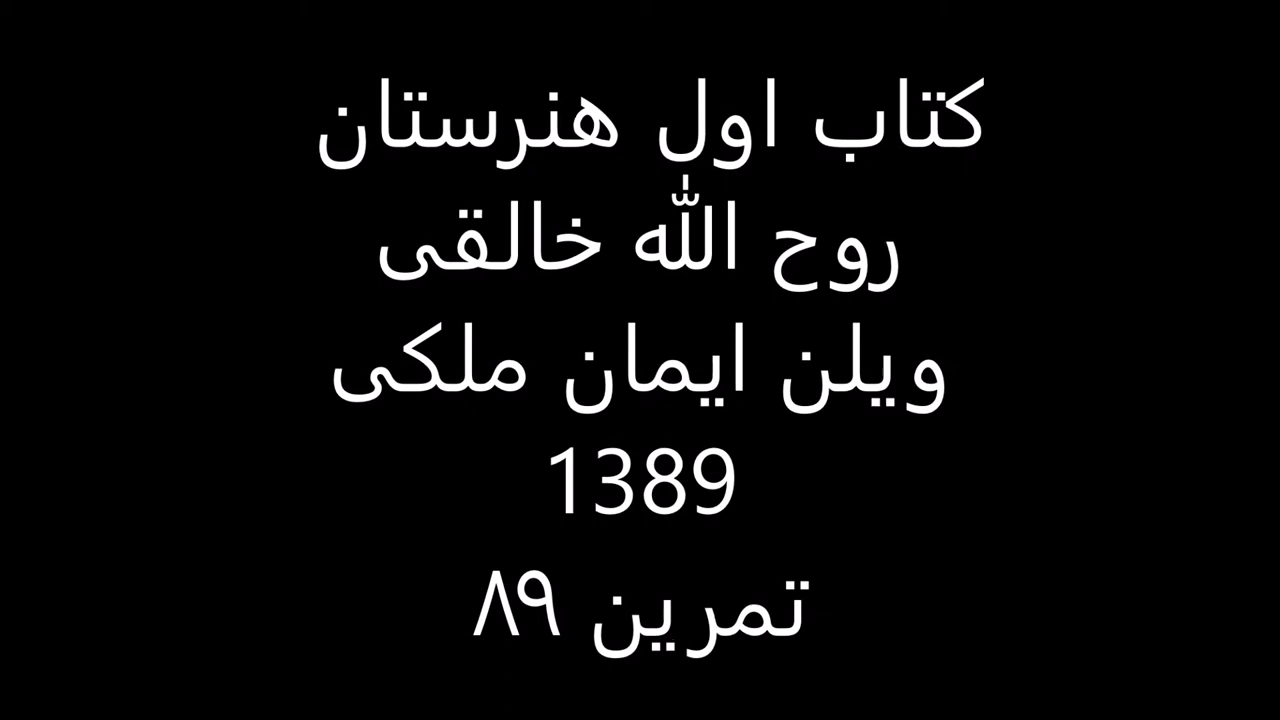 کتاب اول هنرستان
روح الله خالقی
ویلن ایمان ملکی
1389
تمرین ۸۹